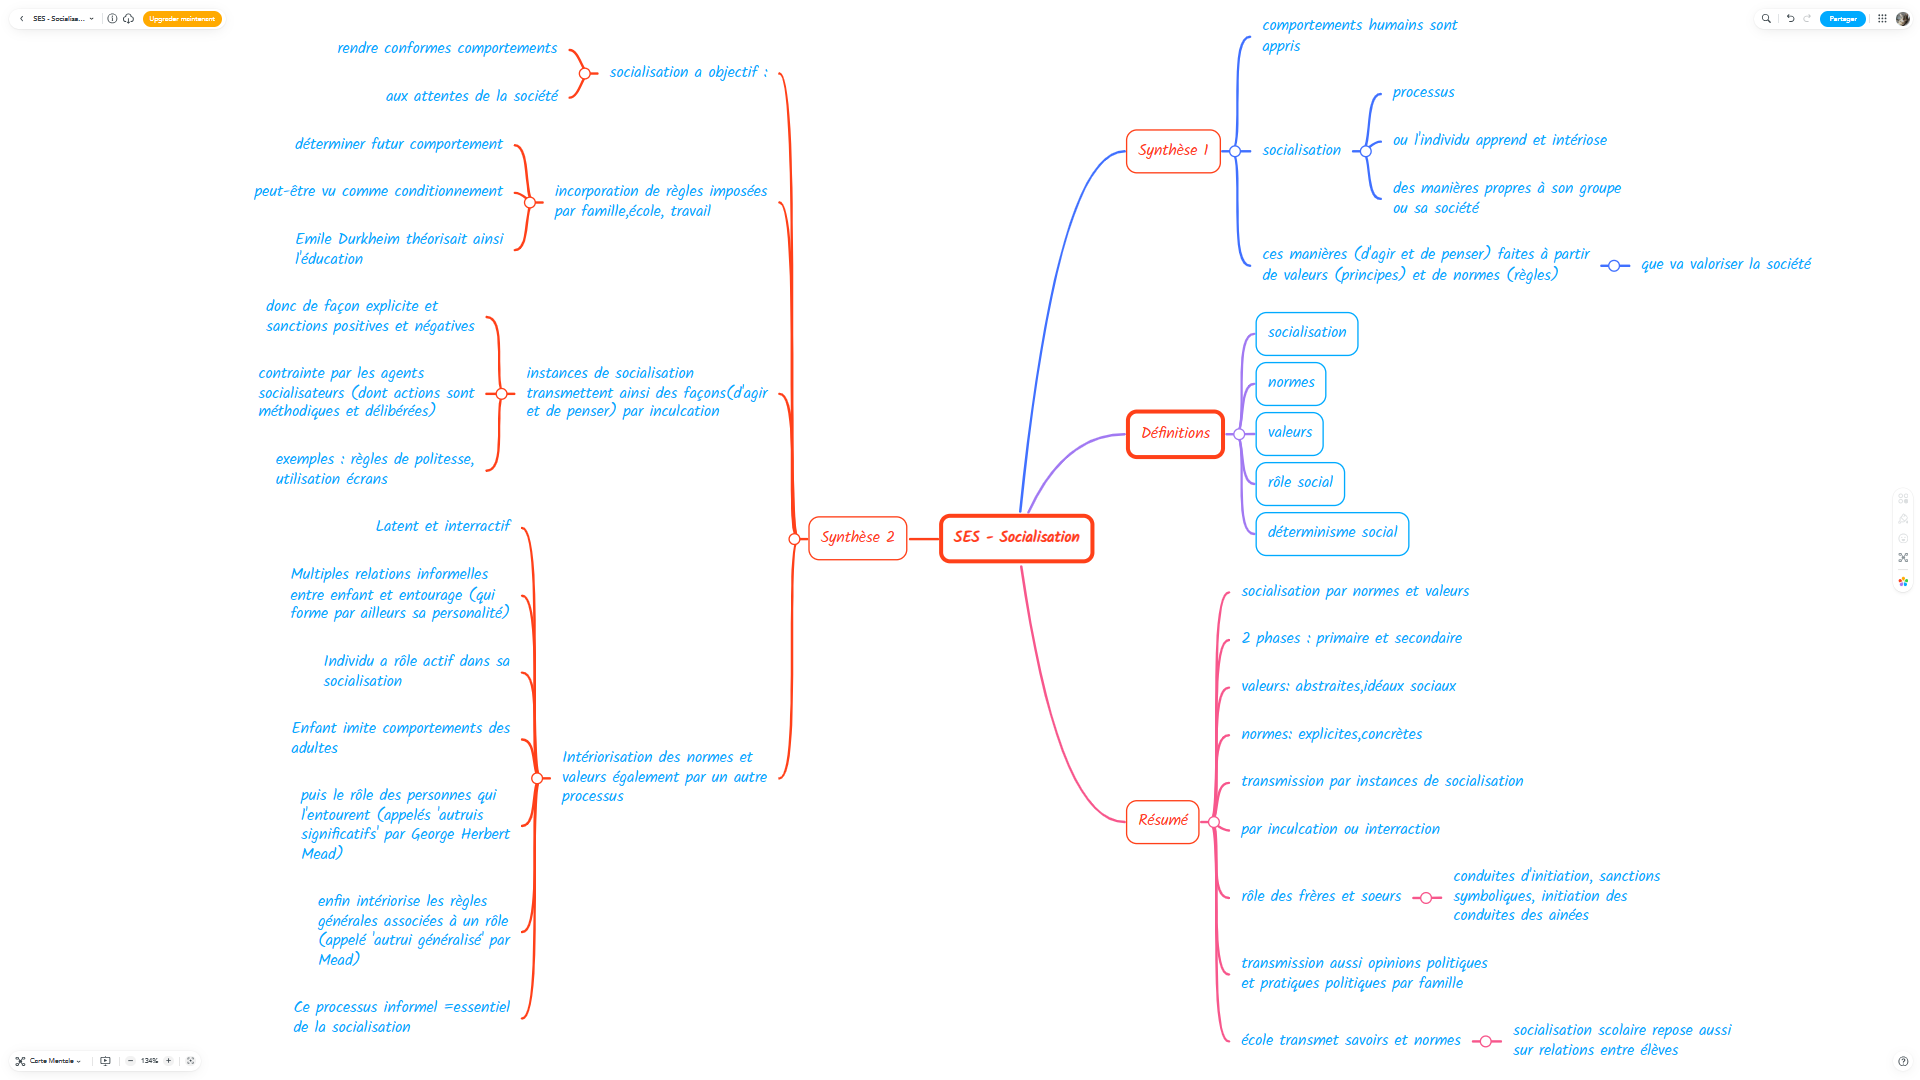 SES - Socialisa...
Upgrader maintenant
Partager
rendre conformes comportements
aux attentes de la société
socialisation a objectif :
déterminer futur comportement
peut-être vu comme conditionnement
Emile Durkheim théorisait ainsi
l'éducation
incorporation de règles imposées
par famille,école, travail
donc de façon explicite et
sanctions positives et négatives
contrainte par les agents
socialisateurs (dont actions sont
méthodiques et délibérées)
exemples : règles de politesse,
utilisation écrans
instances de socialisation
transmettent ainsi des façons(d'agir
et de penser) par inculcation
Latent et interractif
Multiples relations informelles
entre enfant et entourage (qui
forme par ailleurs sa personalité)
Individu a rôle actif dans sa
socialisation
Enfant imite comportements des
adultes
puis le rôle des personnes qui
l'entourent (appelés 'autruis
significatifs' par George Herbert
Mead)
enfin intériorise les règles
générales associées à un rôle
(appelé 'autrui généralisé' par
Mead)
Ce processus informel =essentiel
de la socialisation
Intériorisation des normes et
valeurs également par un autre
processus
Synthèse 2
SES - Socialisation
Synthèse 1
comportements humains sont
appris
socialisation
processus
ou l'individu apprend et intériose
des manières propres à son groupe
ou sa société
ces manières (d'agir et de penser) faites à partir
de valeurs (principes) et de normes (règles)
que va valoriser la société
Définitions
socialisation
normes
valeurs
rôle social
déterminisme social
Résumé
socialisation par normes et valeurs
2 phases : primaire et secondaire
valeurs: abstraites,idéaux sociaux
normes: explicites,concrètes
transmission par instances de socialisation
par inculcation ou interraction
rôle des frères et soeurs
conduites d'initiation, sanctions
symboliques, initiation des
conduites des ainées
transmission aussi opinions politiques
et pratiques politiques par famille
école transmet savoirs et normes
socialisation scolaire repose aussi
sur relations entre élèves
Carte Mentale
134%